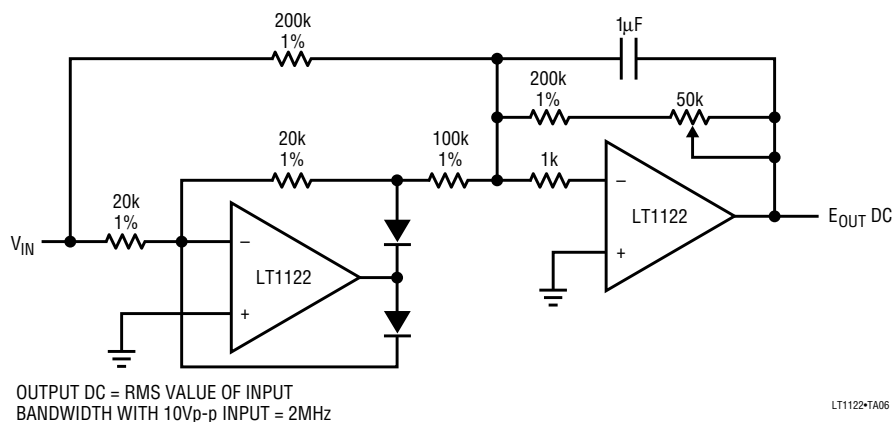 200k
1%
1µF
200k
1%
50k
20k
1%
100k
1%
1k
20k
1%
V_IN
–
+
LT1122
–
+
LT1122
E_OUT DC
OUTPUT DC = RMS VALUE OF INPUT
BANDWIDTH WITH 10Vp-p INPUT = 2MHz
LT1122•TA06